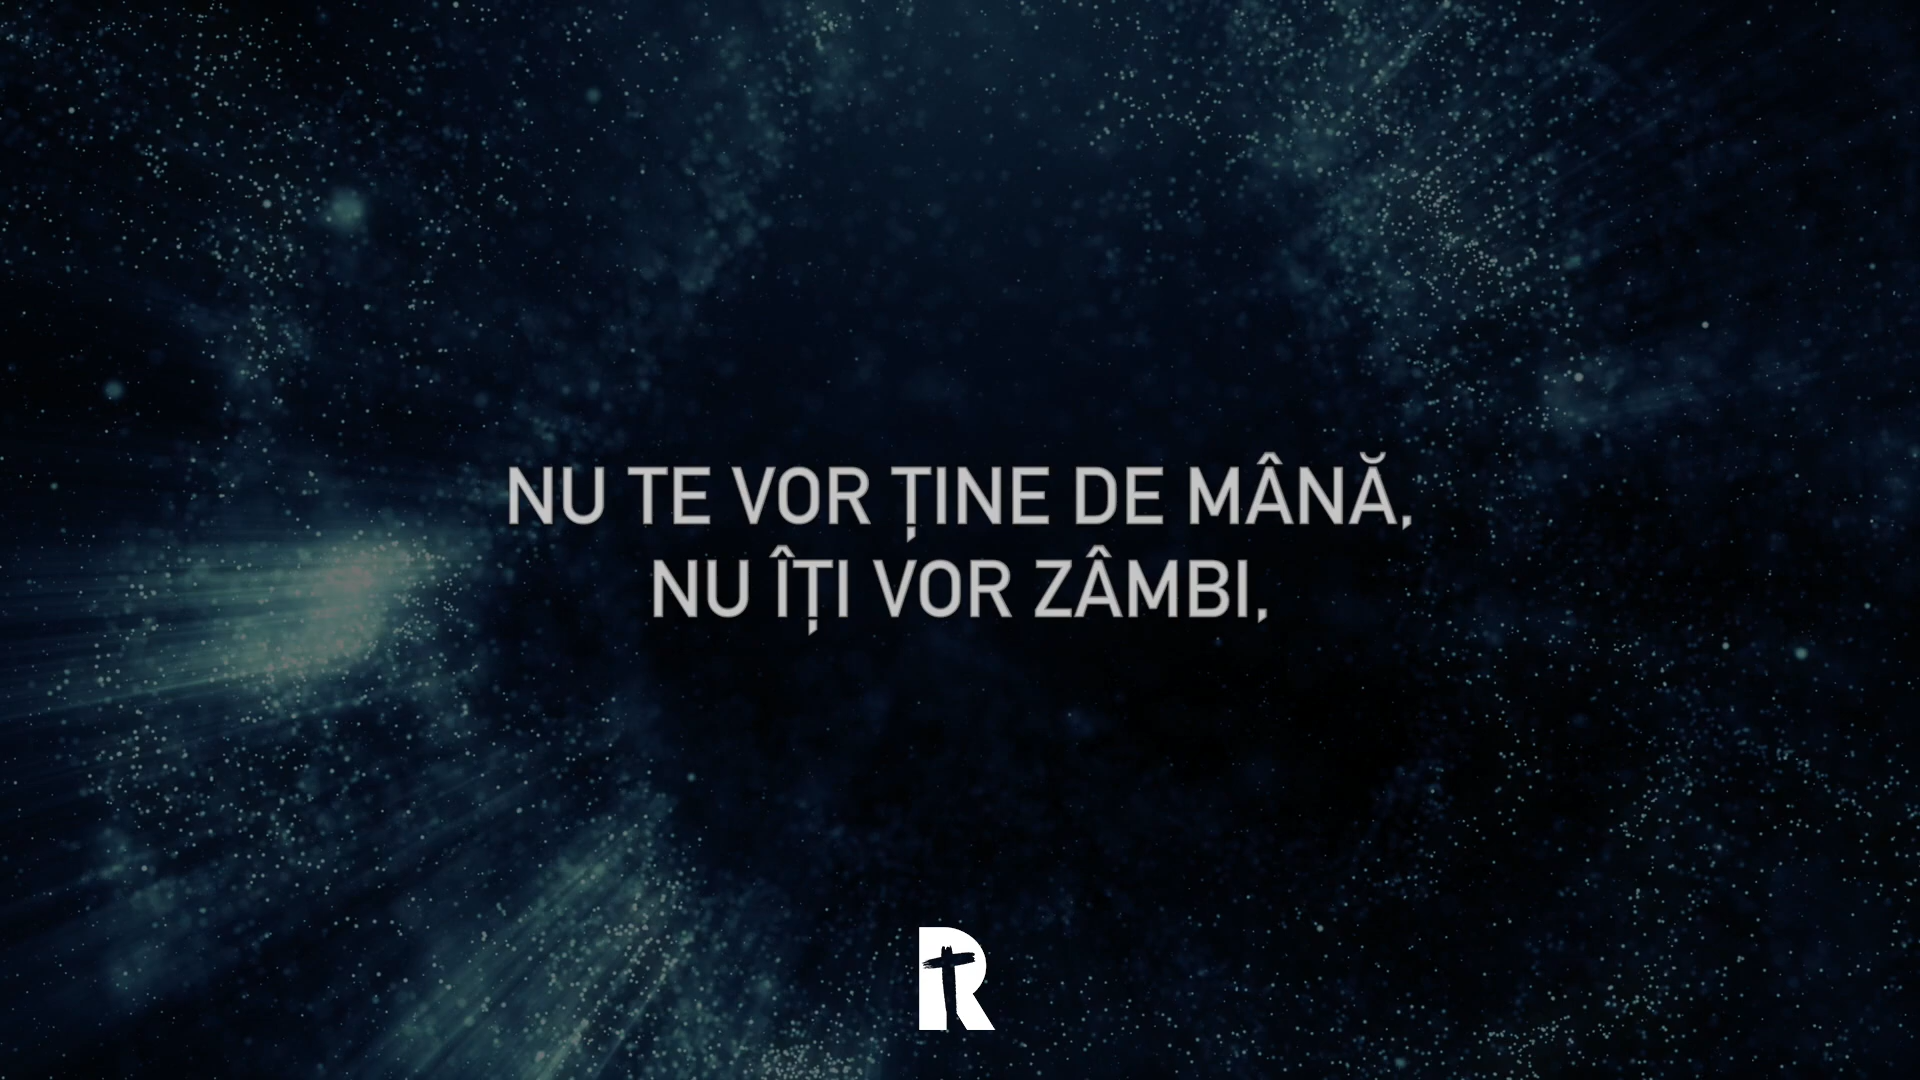 NU TE VOR ȚINE DE MÂNĂ,
NU ÎȚI VOR ZÂMBI,
R